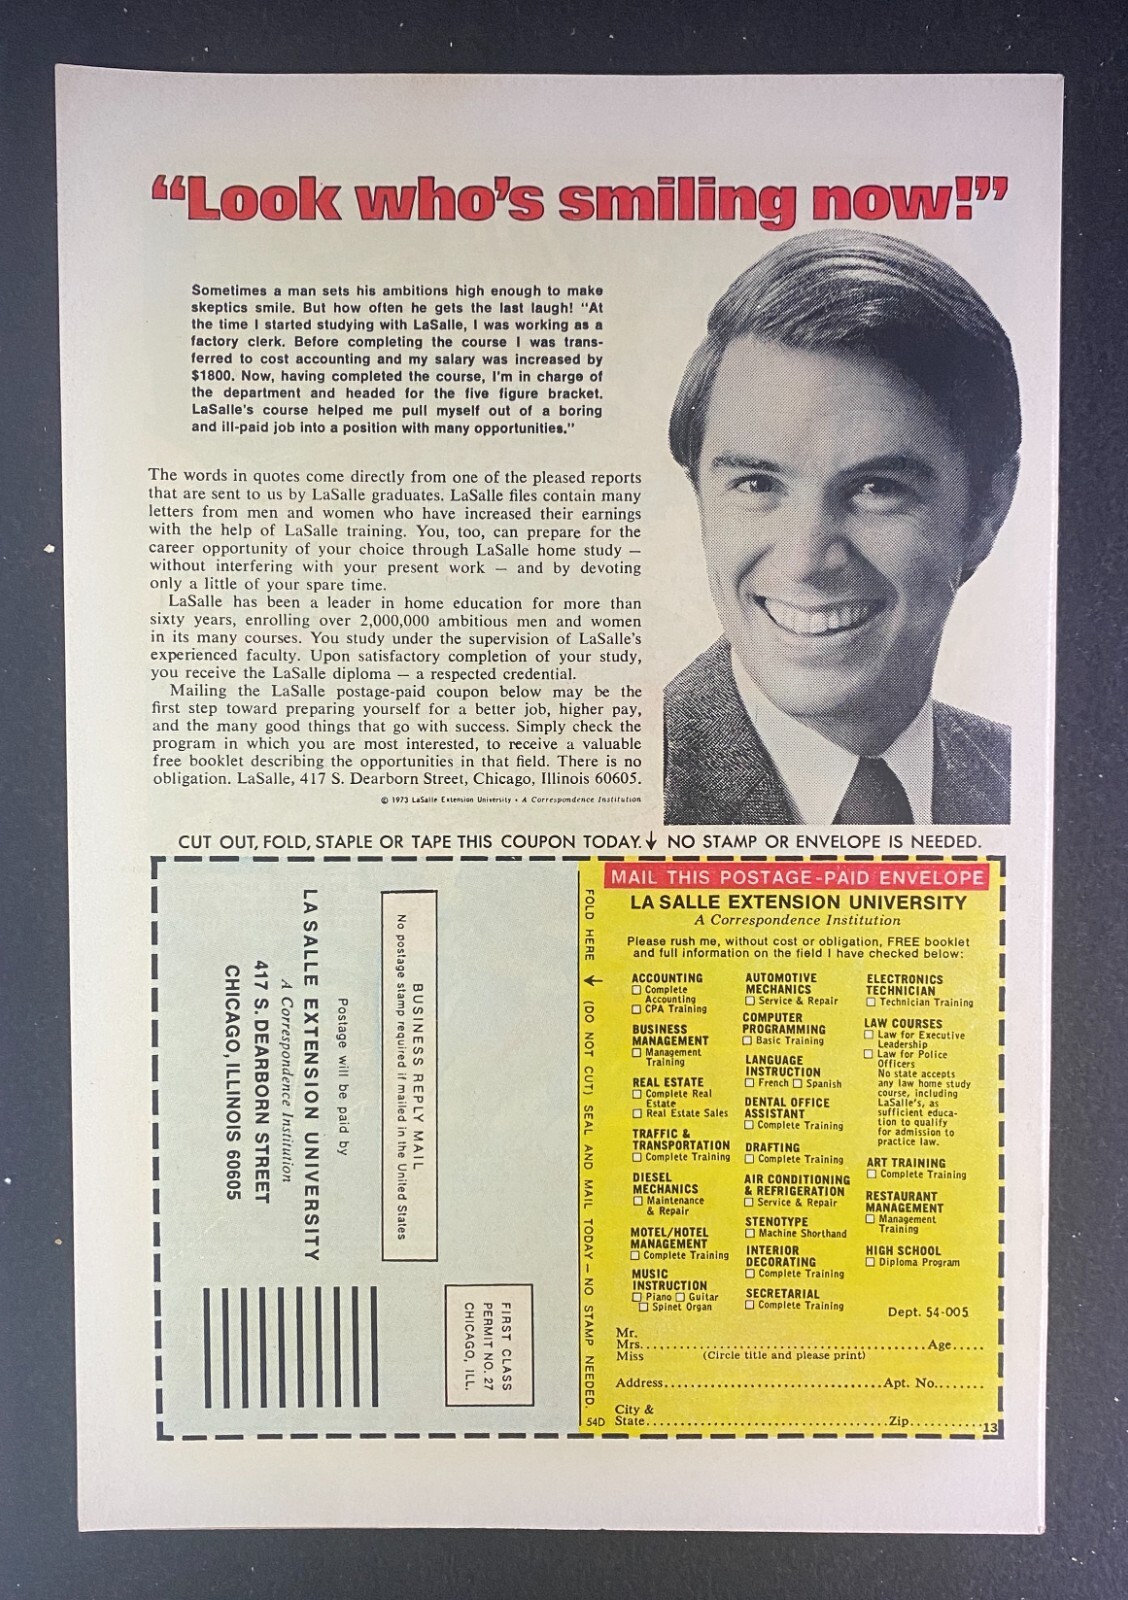 “Look who's smiling now!”
Sometimes a man sets his ambitions high enough to make
skeptics smile. But how often he gets the last laugh! "At
the time I started studying with LaSalle, I was working as a
factory clerk. Before completing the course I was trans-
ferred to cost accounting and my salary was increased by
$1800. Now, having completed the course, I'm in charge of
the department and headed for the five figure bracket.
LaSalle's course helped me pull myself out of a boring
and ill-paid job into a position with many opportunities."
The words in quotes come directly from one of the pleased reports
that are sent to us by LaSalle graduates. LaSalle files contain many
letters from men and women who have increased their earnings
with the help of LaSalle training. You, too, can prepare for the
career opportunity of your choice through LaSalle home study —
without interfering with your present work — and by devoting
only a little of your spare time.
LaSalle has been a leader in home education for more than
sixty years, enrolling over 2,000,000 ambitious men and women
in its many courses. You study under the supervision of LaSalle's
experienced faculty. Upon satisfactory completion of your study,
you receive the LaSalle diploma — a respected credential.
Mailing the LaSalle postage-paid coupon below may be the
first step toward preparing yourself for a better job, higher pay,
and the many good things that go with success. Simply check the
program in which you are most interested, to receive a valuable
free booklet describing the opportunities in that field. There is no
obligation. LaSalle, 417 S. Dearborn Street, Chicago, Illinois 60605.
© 1973 LaSalle Extension University • A Correspondence Institution
CUT OUT, FOLD, STAPLE OR TAPE THIS COUPON TODAY. ↓ NO STAMP OR ENVELOPE IS NEEDED.
BUSINESS REPLY MAIL
No postage stamp required if mailed in the United States
Postage will be paid by
LA SALLE EXTENSION UNIVERSITY
A Correspondence Institution
417 S. DEARBORN STREET
CHICAGO, ILLINOIS 60605
FIRST CLASS
PERMIT NO. 27
CHICAGO, ILL.
FOLD HERE ↓ (DO NOT CUT) SEAL AND MAIL TODAY — NO STAMP NEEDED.
54D
MAIL THIS POSTAGE-PAID ENVELOPE
LA SALLE EXTENSION UNIVERSITY
A Correspondence Institution
Please rush me, without cost or obligation, FREE booklet
and full information on the field I have checked below:
ACCOUNTING
☐ Complete
Accounting
☐ CPA Training
BUSINESS
MANAGEMENT
☐ Management
Training
REAL ESTATE
☐ Complete Real
Estate
☐ Real Estate Sales
TRAFFIC &
TRANSPORTATION
☐ Complete Training
DIESEL
MECHANICS
☐ Maintenance
& Repair
MOTEL/HOTEL
MANAGEMENT
☐ Complete Training
MUSIC
INSTRUCTION
☐ Piano ☐ Guitar
☐ Spinet Organ
AUTOMOTIVE
MECHANICS
☐ Service & Repair
COMPUTER
PROGRAMMING
☐ Basic Training
LANGUAGE
INSTRUCTION
☐ French ☐ Spanish
DENTAL OFFICE
ASSISTANT
☐ Complete Training
DRAFTING
☐ Complete Training
AIR CONDITIONING
& REFRIGERATION
☐ Service & Repair
STENOTYPE
☐ Machine Shorthand
INTERIOR
DECORATING
☐ Complete Training
SECRETARIAL
☐ Complete Training
ELECTRONICS
TECHNICIAN
☐ Technician Training
LAW COURSES
☐ Law for Executive
Leadership
☐ Law for Police
Officers
No state accepts
any law home study
course, including
LaSalle's, as
sufficient educa-
tion to qualify
for admission to
practice law.
ART TRAINING
☐ Complete Training
RESTAURANT
MANAGEMENT
☐ Management
Training
HIGH SCHOOL
☐ Diploma Program
Dept. 54-005
Mr.
Mrs. Age
Miss (Circle title and please print)
Address Apt. No.
City &
State Zip
13